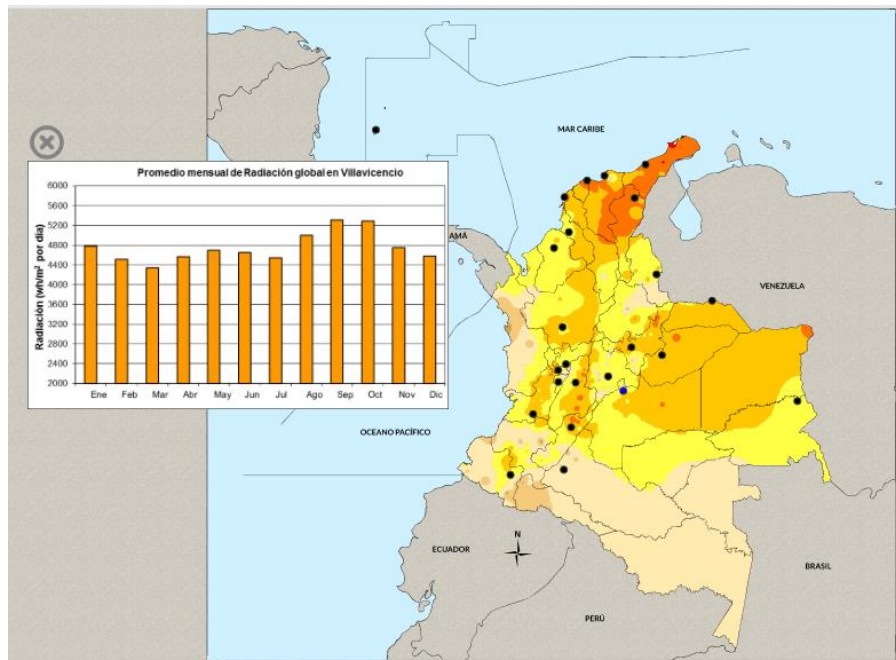 MAR CARIBE
Promedio mensual de Radiación global en Villavicencio
Radiación (wh/m² por dia)
6000
5600
5200
4800
4400
4000
3600
3200
2800
2400
2000
Ene Feb Mar Abr May Jun Jul Ago Sep Oct Nov Dic
AMÁ
VENEZUELA
OCEANO PACÍFICO
N
ECUADOR
BRASIL
PERÚ